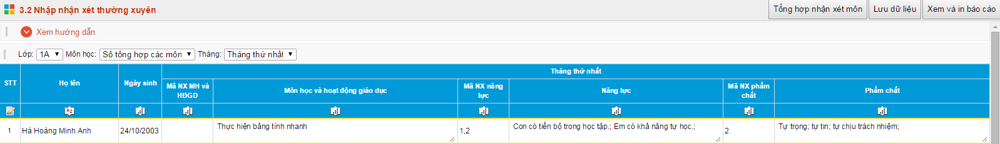 3.2 Nhập nhận xét thường xuyên
Tổng hợp nhận xét môn Lưu dữ liệu Xem và in báo cáo
Xem hướng dẫn
Lớp: 1A Môn học: Sổ tổng hợp các môn Tháng: Tháng thứ nhất
Tháng thứ nhất
STT Họ tên Ngày sinh
Mã NX MH và
HĐGD
Môn học và hoạt động giáo dục
Mã NX năng
lực
Năng lực
Mã NX phẩm
chất
Phẩm chất
1 Hà Hoàng Minh Anh 24/10/2003 Thực hiện bảng tính nhanh 1,2 Con có tiến bộ trong học tập.; Em có khả năng tự học.; 2 Tự trọng; tự tin; tự chịu trách nhiệm;